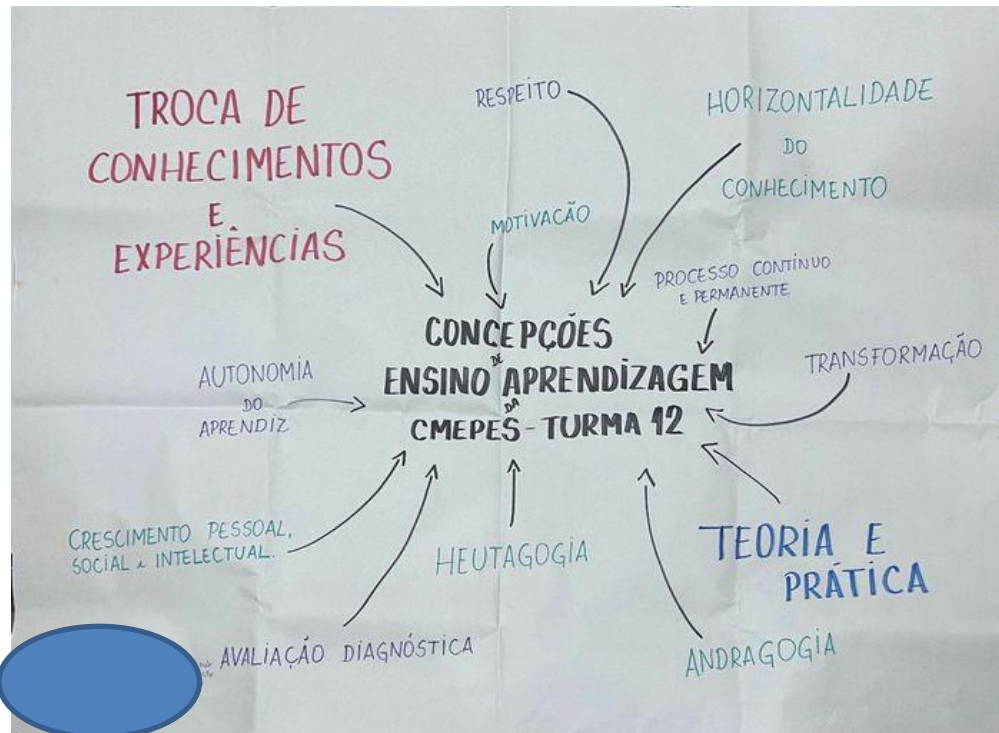 TROCA DE
CONHECIMENTOS
E
EXPERIÊNCIAS
RESPEITO
MOTIVAÇÃO
HORIZONTALIDADE
DO
CONHECIMENTO
PROCESSO CONTÍNUO
E PERMANENTE
TRANSFORMAÇÃO
CONCEPÇÕES
DE
ENSINO APRENDIZAGEM
DA
CMEPES - TURMA 12
AUTONOMIA
DO
APRENDIZ
CRESCIMENTO PESSOAL,
SOCIAL e INTELECTUAL.
HEUTAGOGIA
TEORIA E
PRÁTICA
AVALIAÇÃO DIAGNÓSTICA
ANDRAGOGIA